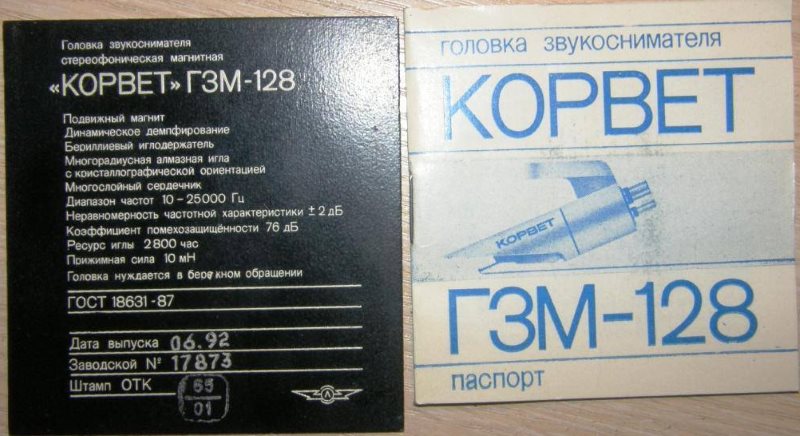 Головка звукоснимателя
стереофоническая магнитная
«КОРВЕТ» ГЗМ-128
Подвижный магнит
Динамическое демпфирование
Бериллиевый иглодержатель
Многорадиусная алмазная игла
с кристаллографической ориентацией
Многослойный сердечник
Диапазон частот 10-25000 Гц
Неравномерность частотной характеристики ±2дБ
Коэффициент помехозащищённости 76 дБ
Ресурс иглы 2800 час
Прижимная сила 10 мН
Головка нуждается в бережном обращении
ГОСТ 18631-87
Дата выпуска 06.92
Заводской № 17873
Штамп ОТК 65
01
Л
головка звукоснимателя
КОРВЕТ
КОРВЕТ
ГЗМ-128
паспорт